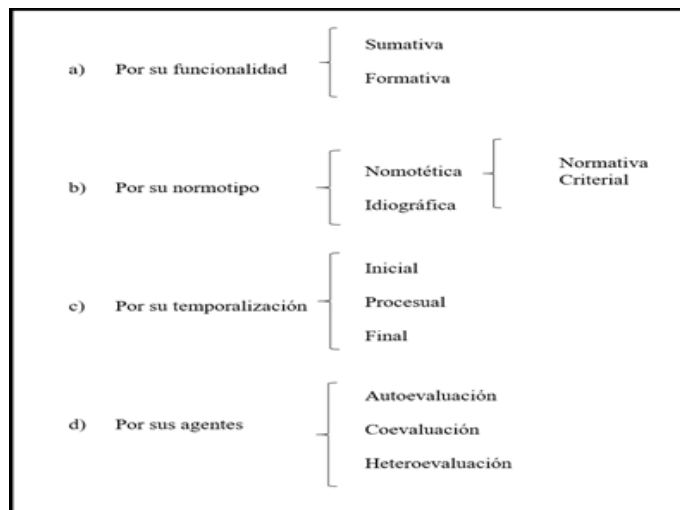 Sumativa
a) Por su funcionalidad
Formativa
Normativa
Nomotética
Criterial
b) Por su normotipo
Idiográfica
Inicial
c) Por su temporalización
Procesual
Final
Autoevaluación
d) Por sus agentes
Coevaluación
Heteroevaluación